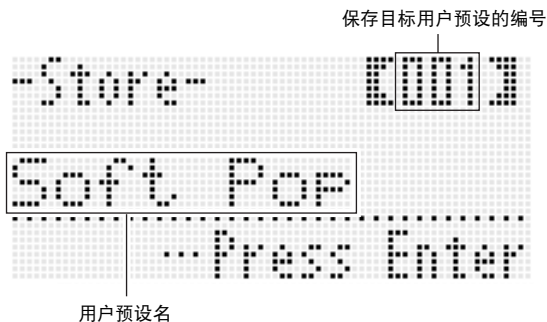 保存目标用户预设的编号
-Store- 【001】
Soft Pop
…Press Enter
用户预设名